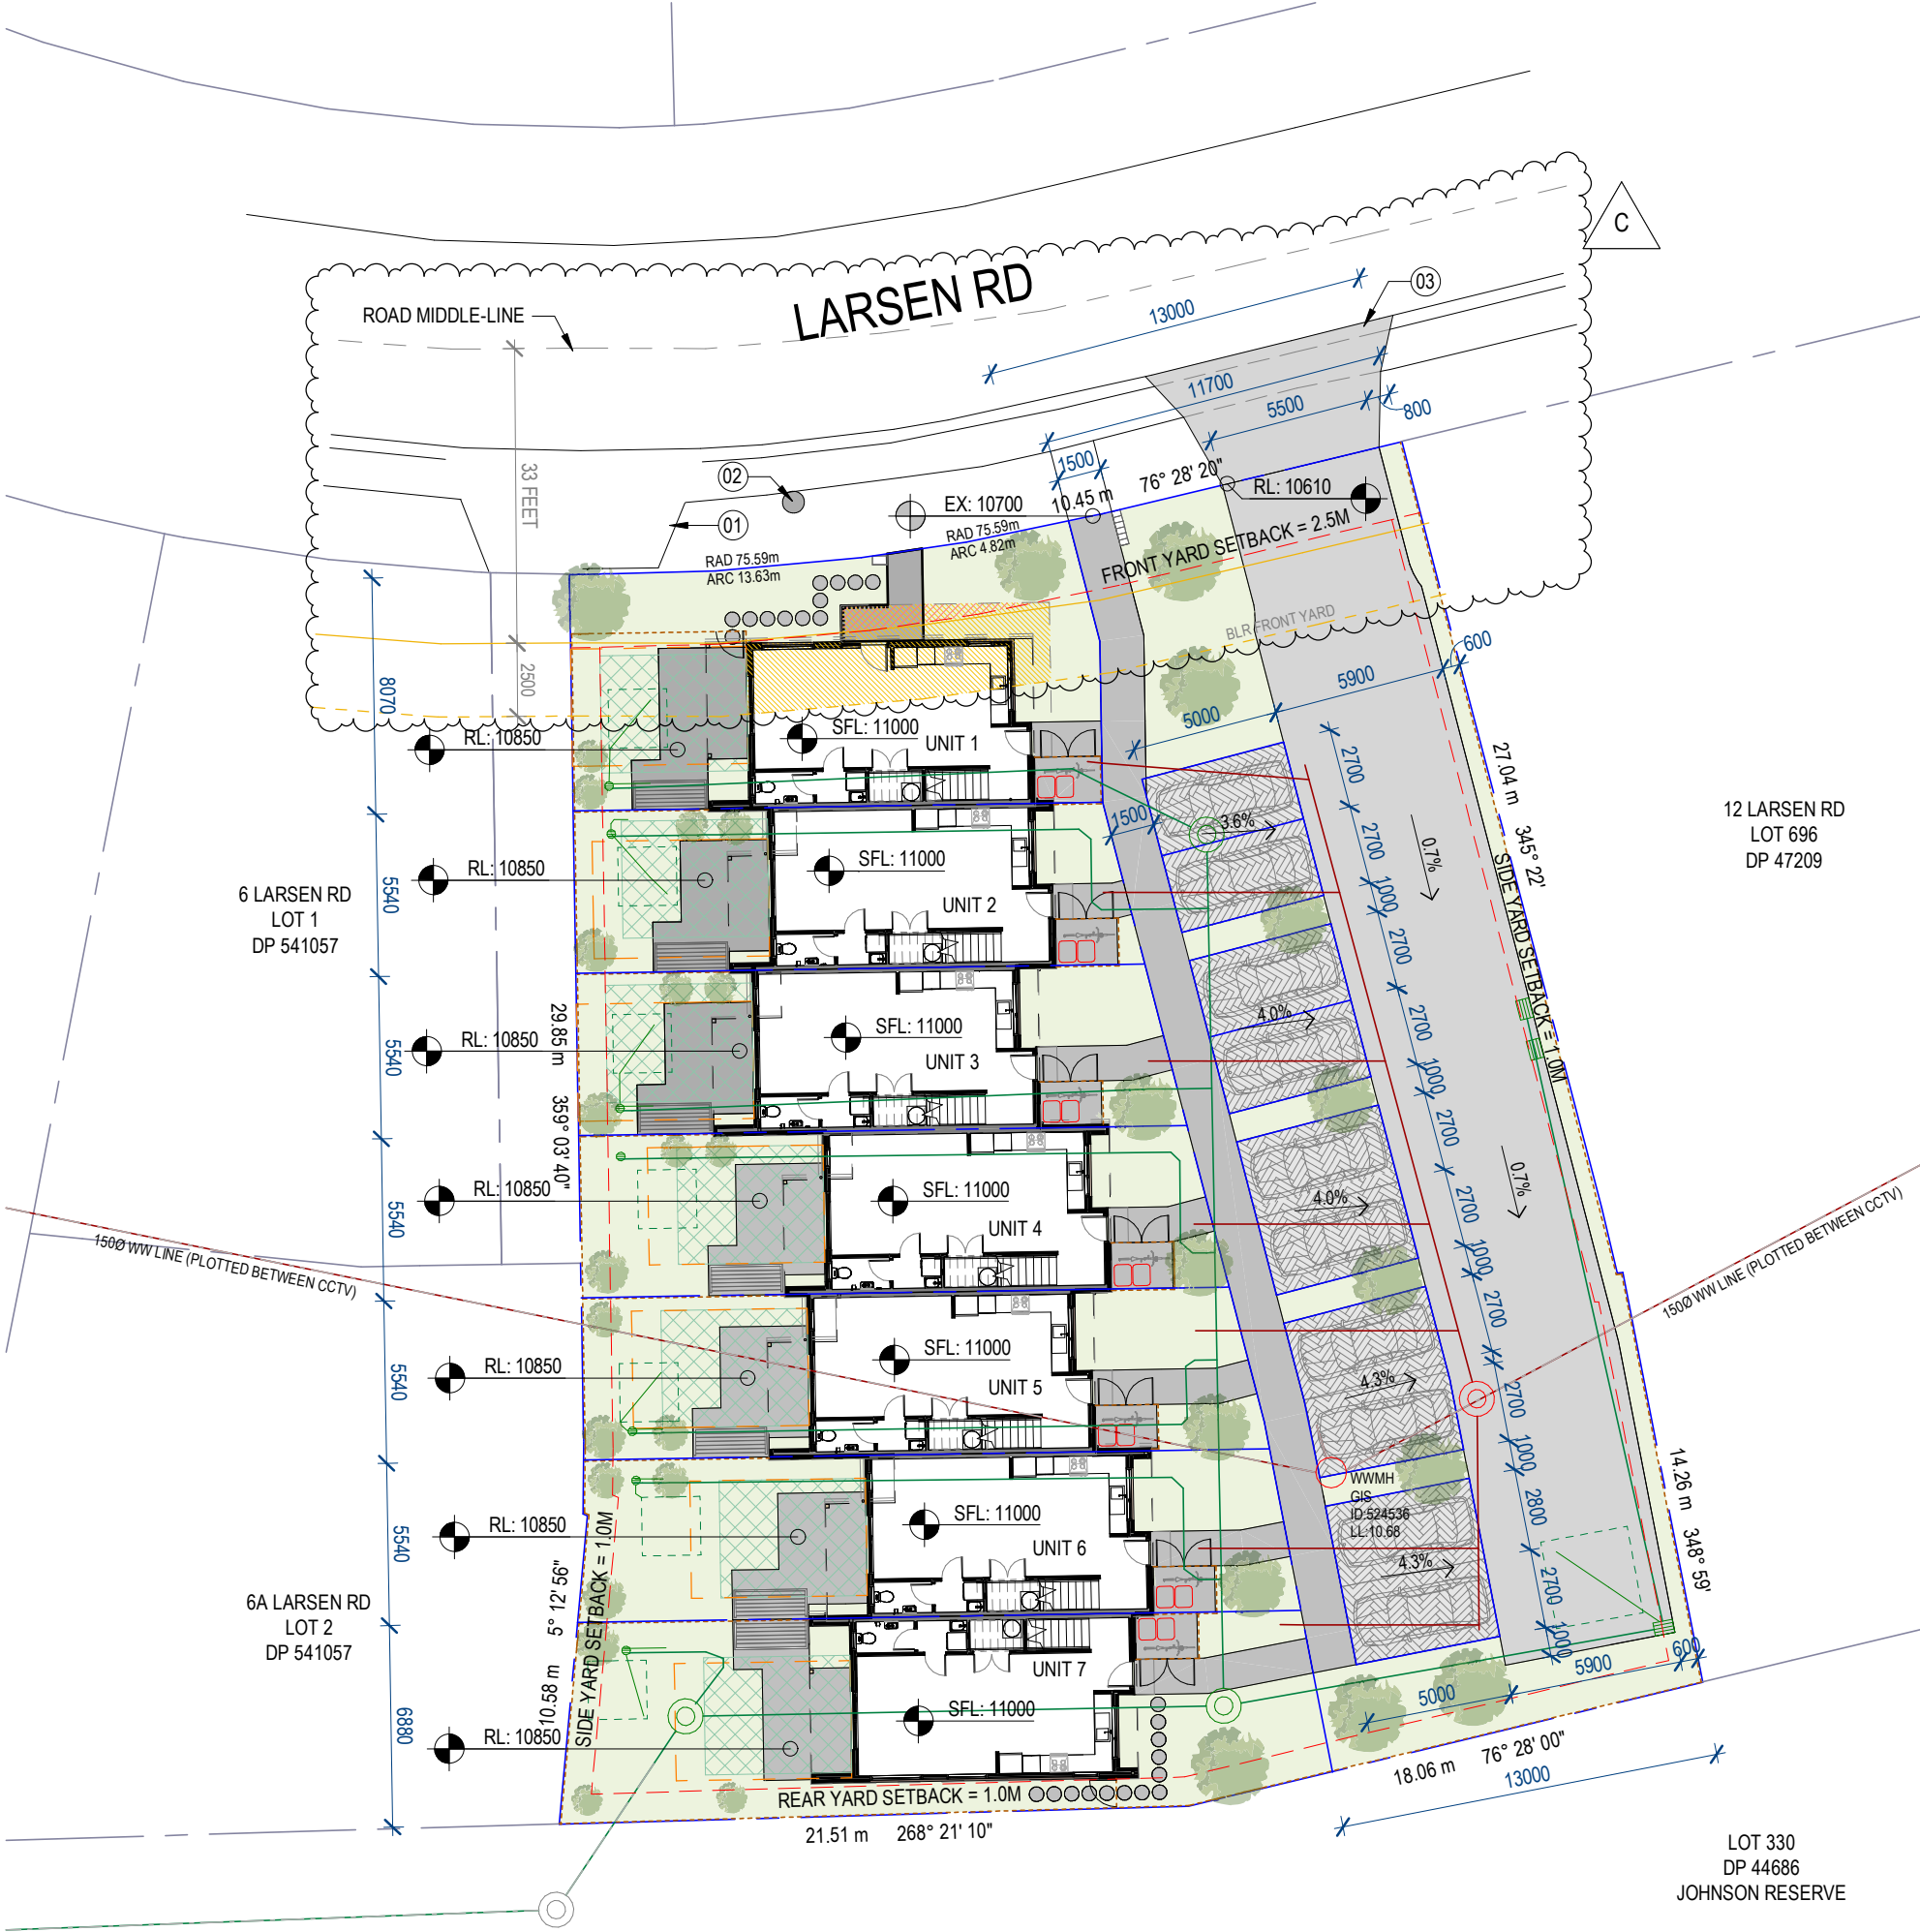 C
LARSEN RD
ROAD MIDDLE-LINE
03
13000
11700
5500
800
33 FEET
02
01
1500
76° 28' 20"
10.45 m
EX: 10700
RL: 10610
RAD 75.59m
ARC 4.82m
RAD 75.59m
ARC 13.63m
FRONT YARD SETBACK = 2.5M
BLR FRONT YARD
2500
600
5900
5000
8070
RL: 10850
SFL: 11000
UNIT 1
2700
27.04 m
345° 22'
12 LARSEN RD
LOT 696
DP 47209
1500
3.6%
2700
0.7%
SIDE YARD SETBACK = 1.0M
6 LARSEN RD
LOT 1
DP 541057
5540
RL: 10850
SFL: 11000
UNIT 2
1000
2700
29.85 m
359° 03' 40"
5540
RL: 10850
SFL: 11000
UNIT 3
4.0%
2700
1000
2700
5540
RL: 10850
SFL: 11000
UNIT 4
4.0%
0.7%
2700
1000
2700
150Ø WW LINE (PLOTTED BETWEEN CCTV)
150Ø WW LINE (PLOTTED BETWEEN CCTV)
5540
RL: 10850
SFL: 11000
UNIT 5
4.3%
2700
1000
2800
14.26 m
348° 59'
WWMH
GIS
ID:524536
LL:10.68
5540
RL: 10850
SFL: 11000
UNIT 6
4.3%
2700
1000
6A LARSEN RD
LOT 2
DP 541057
5° 12' 56"
10.58 m
SIDE YARD SETBACK = 1.0M
6880
RL: 10850
UNIT 7
SFL: 11000
600
5900
5000
REAR YARD SETBACK = 1.0M
21.51 m
268° 21' 10"
18.06 m
76° 28' 00"
13000
LOT 330
DP 44686
JOHNSON RESERVE